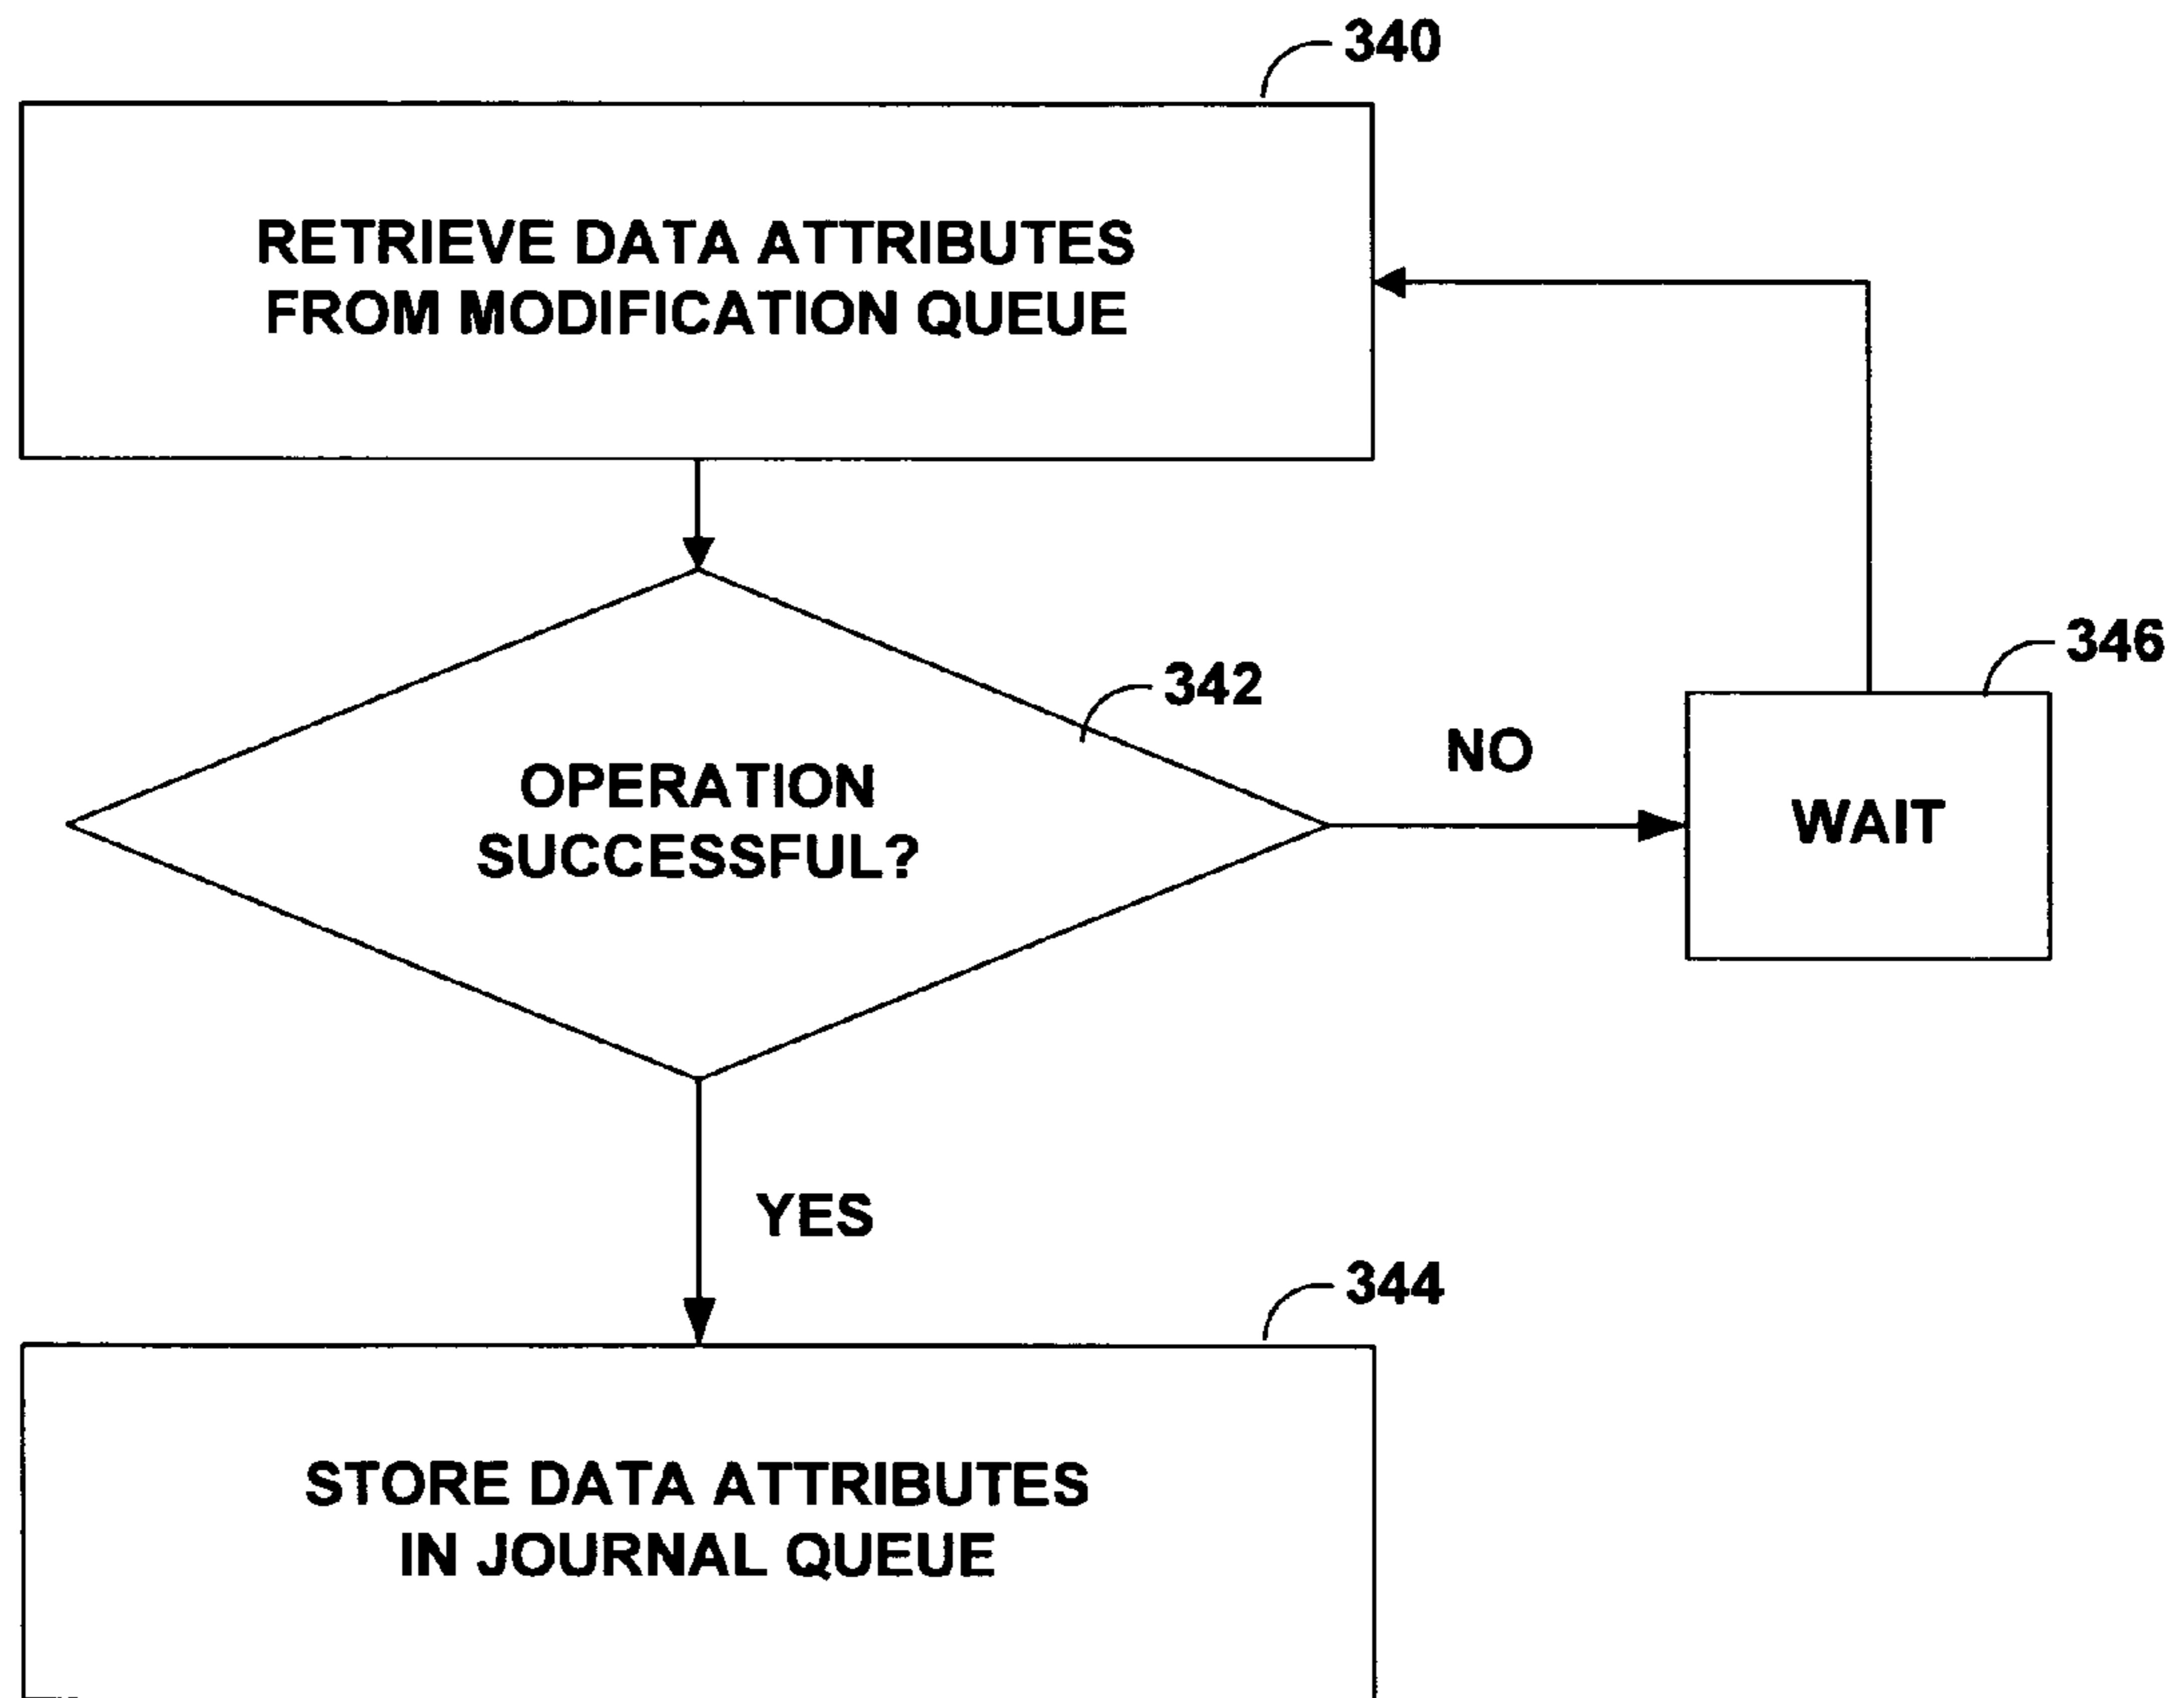 340
RETRIEVE DATA ATTRIBUTES
FROM MODIFICATION QUEUE
342
OPERATION
SUCCESSFUL?
NO
346
WAIT
YES
344
STORE DATA ATTRIBUTES
IN JOURNAL QUEUE